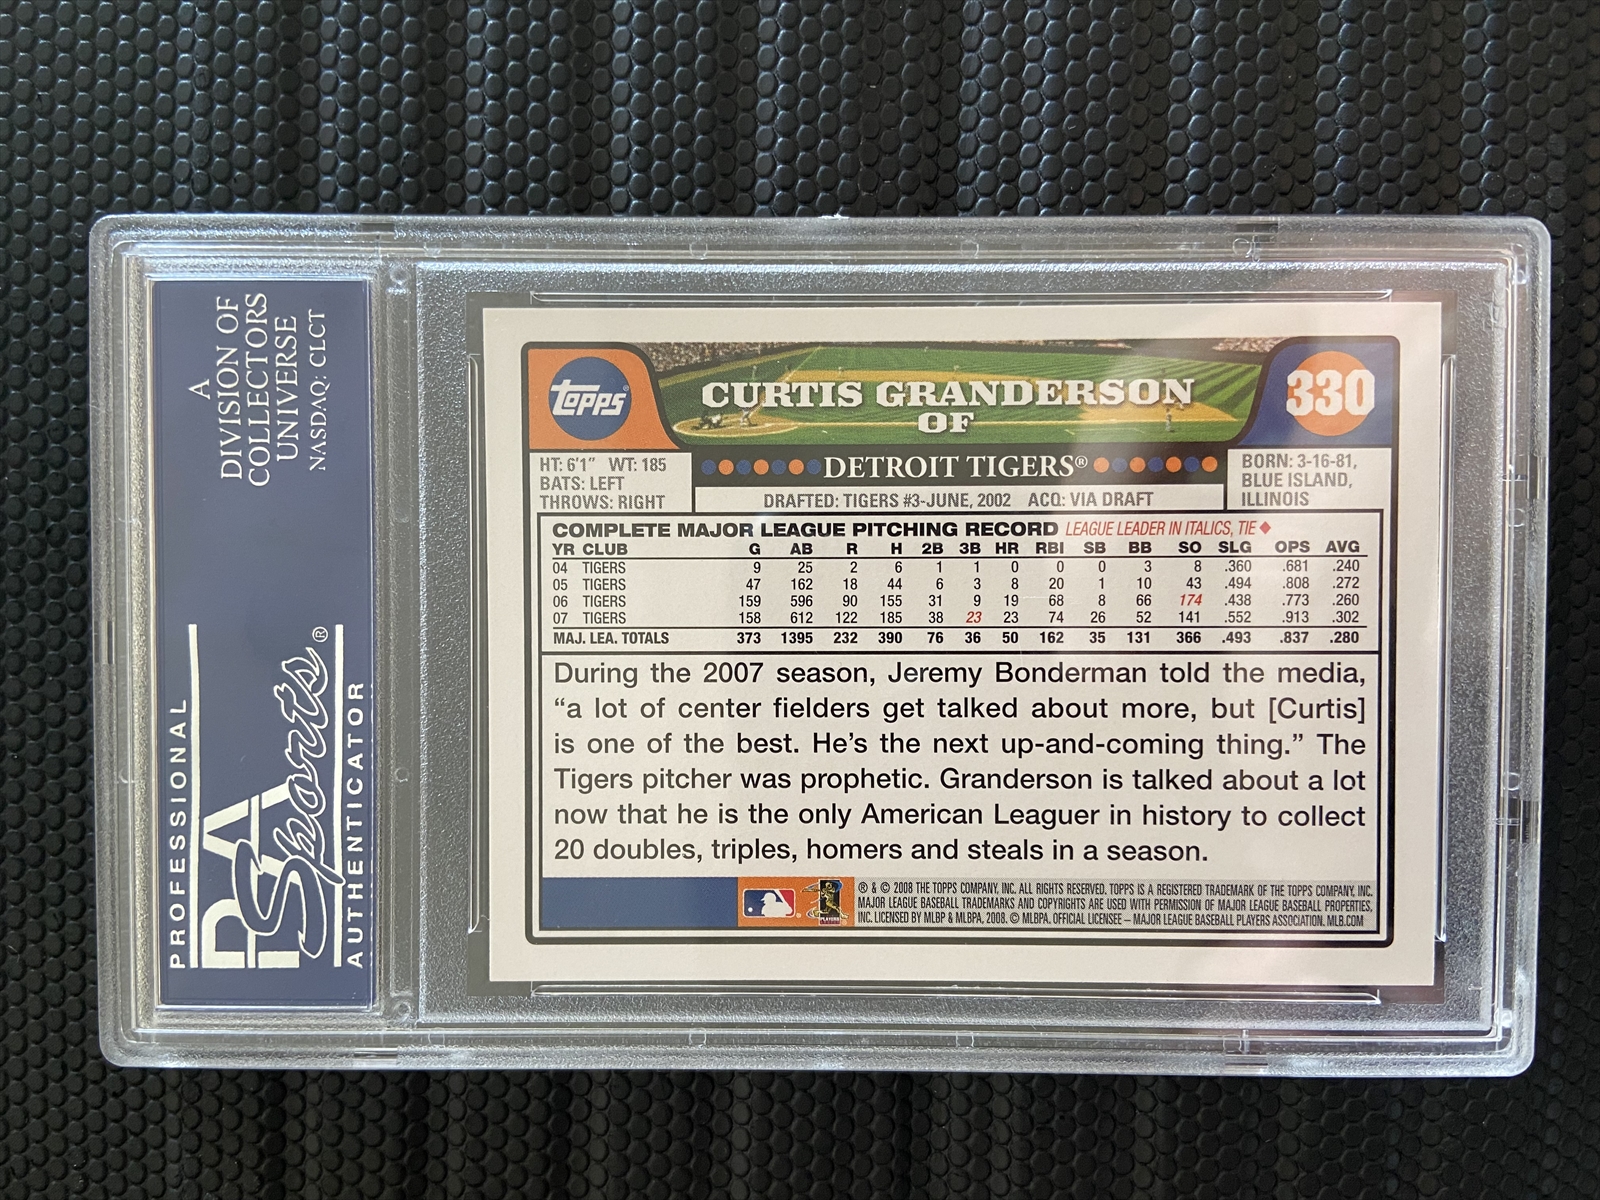 A
DIVISION OF
COLLECTORS
UNIVERSE
NASDAQ: CLCT
PROFESSIONAL
PSA
Sports®
AUTHENTICATOR
Topps®
CURTIS GRANDERSON
OF
330
HT: 6'1" WT: 185
BATS: LEFT
THROWS: RIGHT
DETROIT TIGERS®
DRAFTED: TIGERS #3-JUNE, 2002 ACQ: VIA DRAFT
BORN: 3-16-81,
BLUE ISLAND,
ILLINOIS
COMPLETE MAJOR LEAGUE PITCHING RECORD LEAGUE LEADER IN ITALICS, TIE ♦
YR CLUB G AB R H 2B 3B HR RBI SB BB SO SLG OPS AVG
04 TIGERS 9 25 2 6 1 1 0 0 0 3 8 .360 .681 .240
05 TIGERS 47 162 18 44 6 3 8 20 1 10 43 .494 .808 .272
06 TIGERS 159 596 90 155 31 9 19 68 8 66 174 .438 .773 .260
07 TIGERS 158 612 122 185 38 23 23 74 26 52 141 .552 .913 .302
MAJ. LEA. TOTALS 373 1395 232 390 76 36 50 162 35 131 366 .493 .837 .280
During the 2007 season, Jeremy Bonderman told the media,
“a lot of center fielders get talked about more, but [Curtis]
is one of the best. He’s the next up-and-coming thing.” The
Tigers pitcher was prophetic. Granderson is talked about a lot
now that he is the only American Leaguer in history to collect
20 doubles, triples, homers and steals in a season.
® & © 2008 THE TOPPS COMPANY, INC. ALL RIGHTS RESERVED. TOPPS IS A REGISTERED TRADEMARK OF THE TOPPS COMPANY, INC.
MAJOR LEAGUE BASEBALL TRADEMARKS AND COPYRIGHTS ARE USED WITH PERMISSION OF MAJOR LEAGUE BASEBALL PROPERTIES,
INC. LICENSED BY MLBP & MLBPA, 2008. © MLBPA. OFFICIAL LICENSEE – MAJOR LEAGUE BASEBALL PLAYERS ASSOCIATION. MLB.COM
PLAYERS